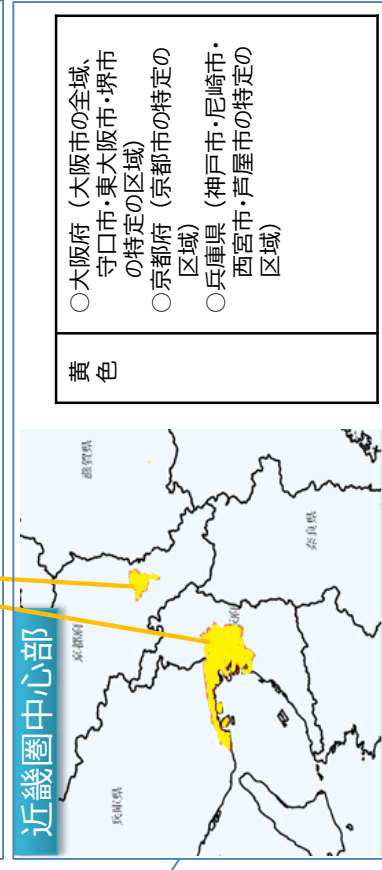 近畿圏中心部
兵庫県
京都府
滋賀県
奈良県
黄
色
○大阪府（大阪市の全域、
守口市・東大阪市・堺市
の特定の区域）
○京都府（京都市の特定の
区域）
○兵庫県（神戸市・尼崎市・
西宮市・芦屋市の特定の
区域）